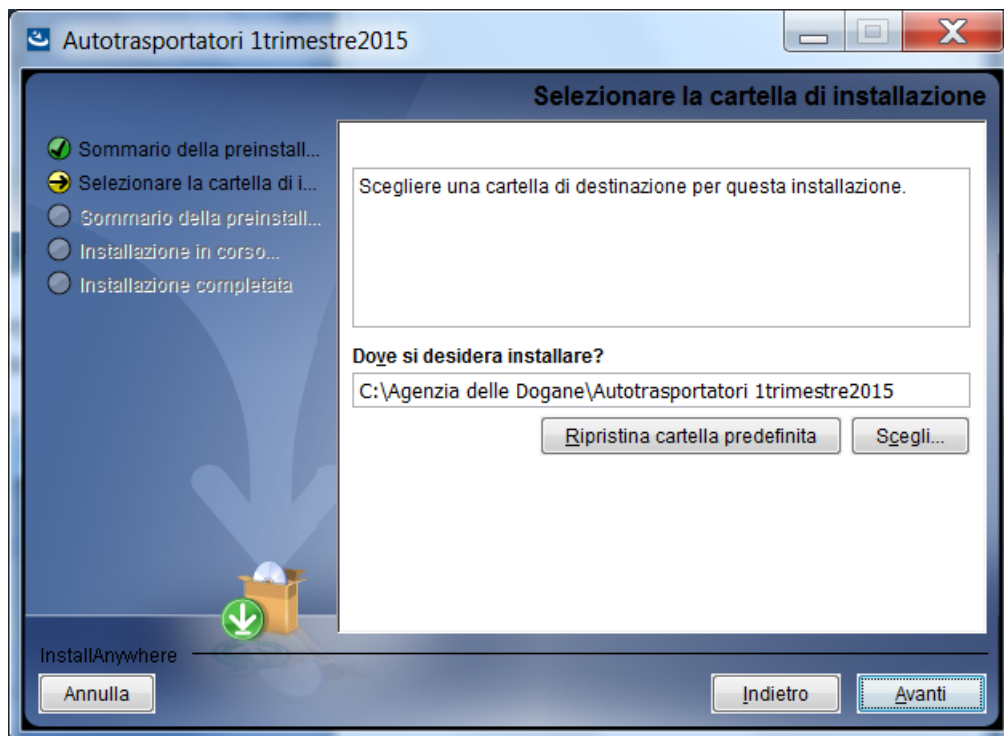 Autotrasportatori 1trimestre2015
Selezionare la cartella di installazione
Sommario della preinstall...
Selezionare la cartella di i...
Sommario della preinstall...
Installazione in corso...
Installazione completata
Scegliere una cartella di destinazione per questa installazione.
Dove si desidera installare?
C:\Agenzia delle Dogane\Autotrasportatori 1trimestre2015
Ripristina cartella predefinita
Scegli...
InstallAnywhere
Annulla
Indietro
Avanti